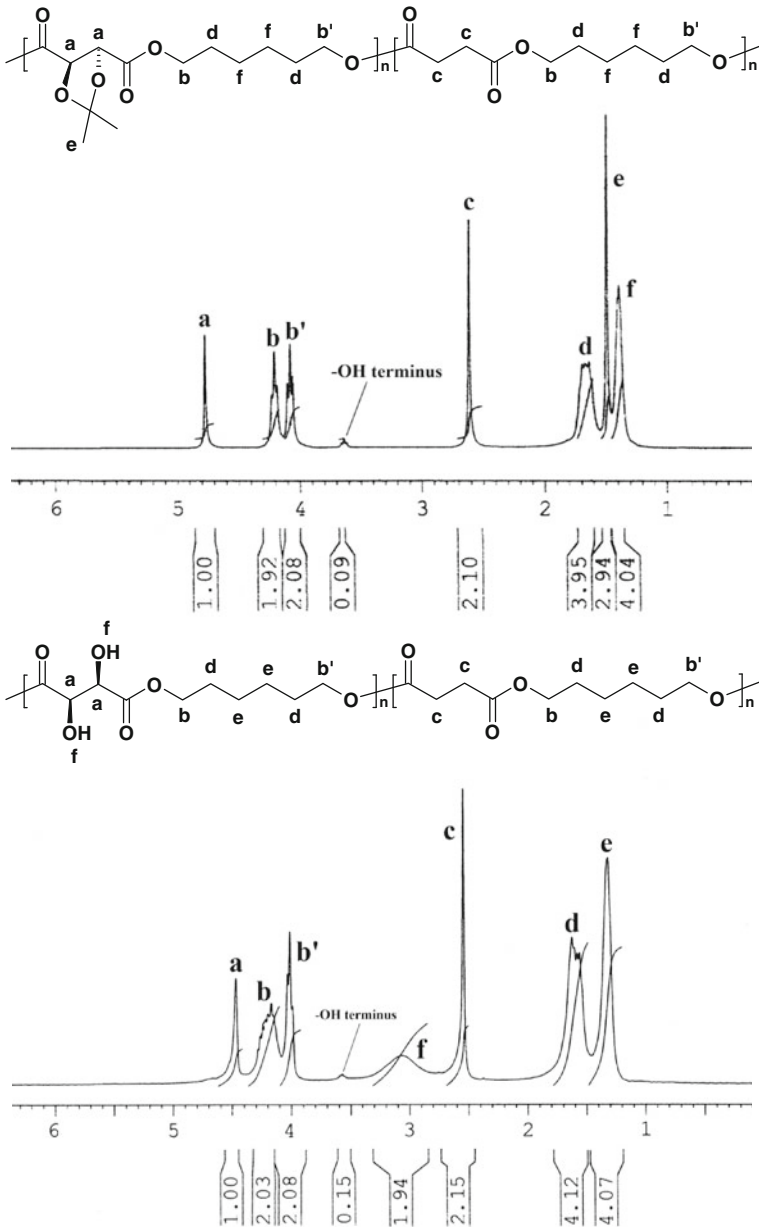 O a a O d f f b' O n O c O d f f b' O n
O O b f d O c O b f d
O O
e
a b b' -OH terminus c d e f
6 5 4 3 2 1
1.00 1.92 2.08 0.09 2.10 3.95 2.94 4.04
f
O OH d e b' O c d e b'
a O O n O O n
a O b e d c O b e d
OH O O
f
a b b' -OH terminus f c d e
6 5 4 3 2 1
1.00 2.03 2.08 0.15 1.94 2.15 4.12 4.07